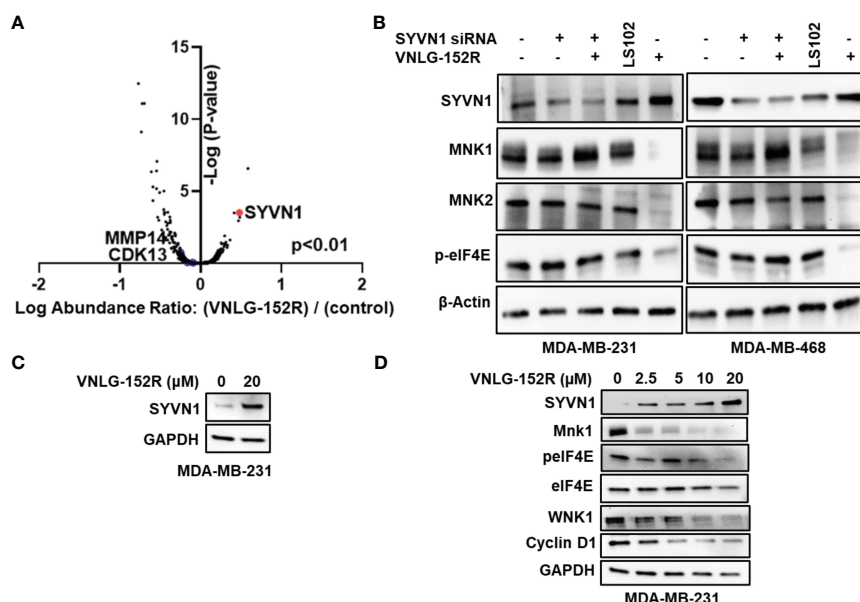 A
15
10
5
-Log (P-value)
SYVN1
MMP14
CDK13
p<0.01
-2 -1 0 1 2
Log Abundance Ratio: (VNLG-152R) / (control)
B
SYVN1 siRNA - + + LS102 - - + + LS102 -
VNLG-152R - - + + - - + +
SYVN1
MNK1
MNK2
p-eIF4E
β-Actin
MDA-MB-231 MDA-MB-468
C
VNLG-152R (µM) 0 20
SYVN1
GAPDH
MDA-MB-231
D
VNLG-152R (µM) 0 2.5 5 10 20
SYVN1
Mnk1
peIF4E
eIF4E
WNK1
Cyclin D1
GAPDH
MDA-MB-231